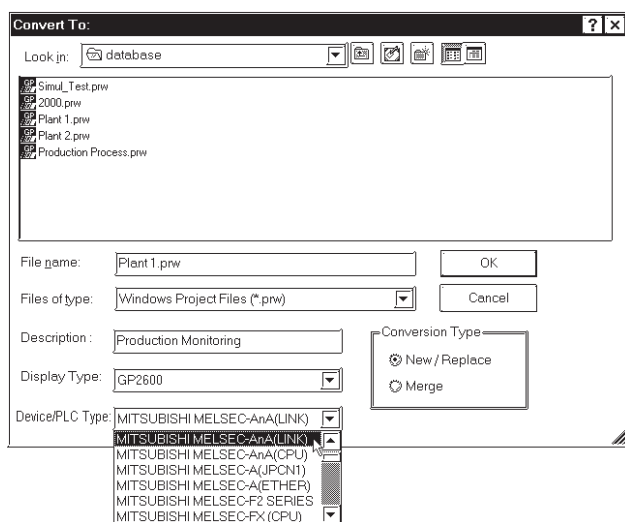 Convert To:
Look in: database
Simul_Test.prw
2000.prw
Plant 1.prw
Plant 2.prw
Production Process.prw
File name: Plant 1.prw
OK
Files of type: Windows Project Files (*.prw)
Cancel
Description : Production Monitoring
Conversion Type
New / Replace
Merge
Display Type: GP2600
Device/PLC Type: MITSUBISHI MELSEC-AnA(LINK)
MITSUBISHI MELSEC-AnA(LINK)
MITSUBISHI MELSEC-AnA(CPU)
MITSUBISHI MELSEC-A(JPCN1)
MITSUBISHI MELSEC-A(ETHER)
MITSUBISHI MELSEC-F2 SERIES
MITSUBISHI MELSEC-FX (CPU)